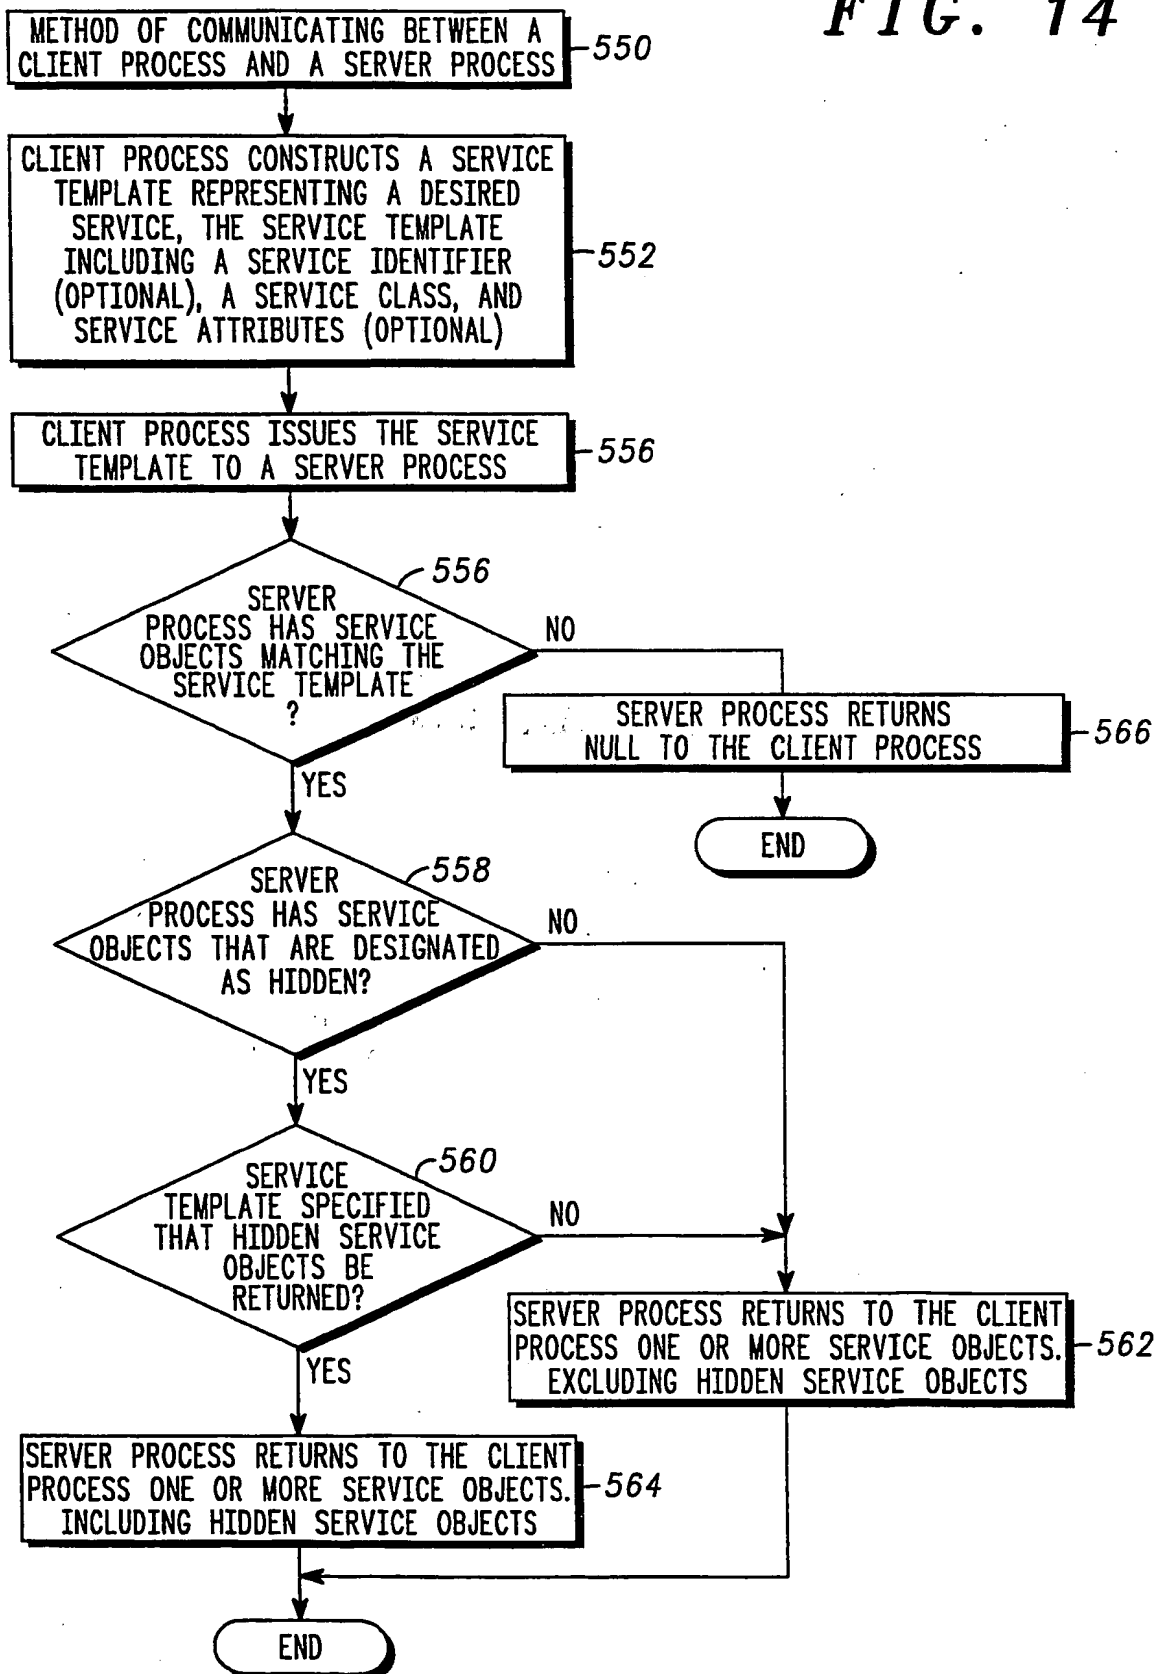 FIG. 14
METHOD OF COMMUNICATING BETWEEN A
CLIENT PROCESS AND A SERVER PROCESS
550
CLIENT PROCESS CONSTRUCTS A SERVICE
TEMPLATE REPRESENTING A DESIRED
SERVICE, THE SERVICE TEMPLATE
INCLUDING A SERVICE IDENTIFIER
(OPTIONAL), A SERVICE CLASS, AND
SERVICE ATTRIBUTES (OPTIONAL)
552
CLIENT PROCESS ISSUES THE SERVICE
TEMPLATE TO A SERVER PROCESS
556
556
SERVER
PROCESS HAS SERVICE
OBJECTS MATCHING THE
SERVICE TEMPLATE
?
NO
YES
SERVER PROCESS RETURNS
NULL TO THE CLIENT PROCESS
566
END
558
SERVER
PROCESS HAS SERVICE
OBJECTS THAT ARE DESIGNATED
AS HIDDEN?
NO
YES
560
SERVICE
TEMPLATE SPECIFIED
THAT HIDDEN SERVICE
OBJECTS BE
RETURNED?
NO
YES
SERVER PROCESS RETURNS TO THE CLIENT
PROCESS ONE OR MORE SERVICE OBJECTS.
EXCLUDING HIDDEN SERVICE OBJECTS
562
SERVER PROCESS RETURNS TO THE CLIENT
PROCESS ONE OR MORE SERVICE OBJECTS.
INCLUDING HIDDEN SERVICE OBJECTS
564
END